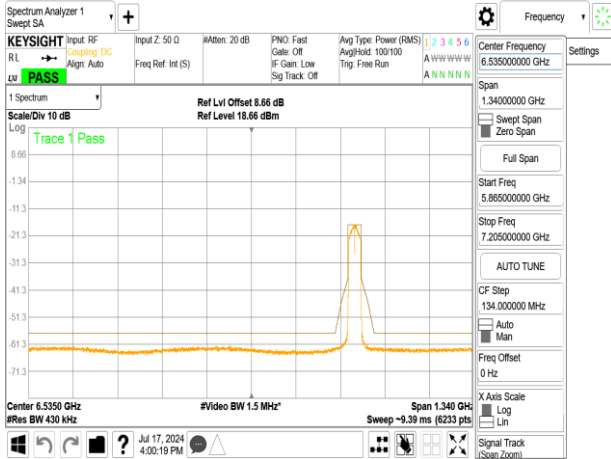 Spectrum Analyzer 1
Swept SA
+
Frequency
Settings
KEYSIGHT
RL
LXI
PASS
Input: RF
Coupling: DC
Align: Auto
Input Z: 50 Ω
Freq Ref: Int (S)
#Atten: 20 dB
PNO: Fast
Gate: Off
IF Gain: Low
Sig Track: Off
Avg Type: Power (RMS)
Avg|Hold: 100/100
Trig: Free Run
1 2 3 4 5 6
A W W W W W
A N N N N N
1 Spectrum
Scale/Div 10 dB
Log
Ref Lvl Offset 8.66 dB
Ref Level 18.66 dBm
Trace 1 Pass
8.66
-1.34
-11.3
-21.3
-31.3
-41.3
-51.3
-61.3
-71.3
Center 6.5350 GHz
#Res BW 430 kHz
#Video BW 1.5 MHz*
Span 1.340 GHz
Sweep ~9.39 ms (6233 pts)
Center Frequency
6.535000000 GHz
Span
1.34000000 GHz
Swept Span
Zero Span
Full Span
Start Freq
5.865000000 GHz
Stop Freq
7.205000000 GHz
AUTO TUNE
CF Step
134.000000 MHz
Auto
Man
Freq Offset
0 Hz
X Axis Scale
Log
Lin
Signal Track
(Span Zoom)
?
Jul 17, 2024
4:00:19 PM